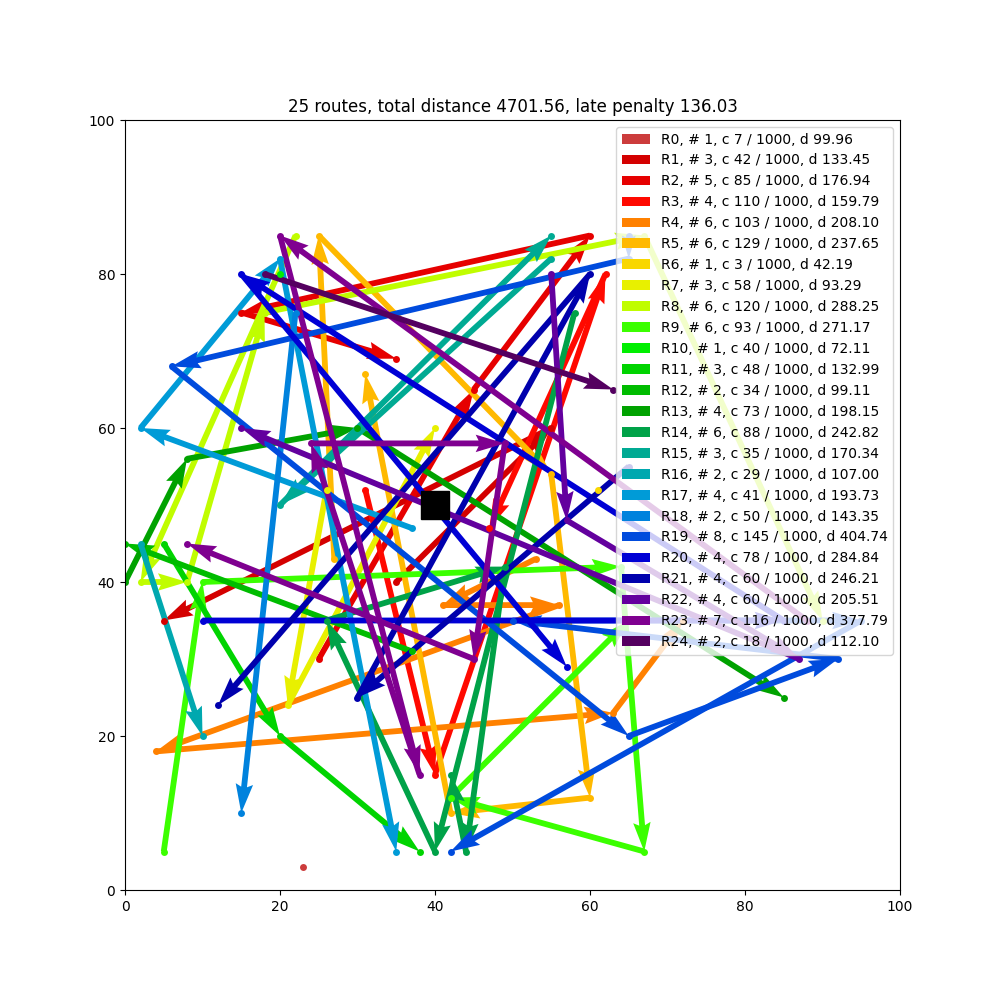 25 routes, total distance 4701.56, late penalty 136.03
100
80
60
40
20
0
0 20 40 60 80 100
R0, # 1, c 7 / 1000, d 99.96
R1, # 3, c 42 / 1000, d 133.45
R2, # 5, c 85 / 1000, d 176.94
R3, # 4, c 110 / 1000, d 159.79
R4, # 6, c 103 / 1000, d 208.10
R5, # 6, c 129 / 1000, d 237.65
R6, # 1, c 3 / 1000, d 42.19
R7, # 3, c 58 / 1000, d 93.29
R8, # 6, c 120 / 1000, d 288.25
R9, # 6, c 93 / 1000, d 271.17
R10, # 1, c 40 / 1000, d 72.11
R11, # 3, c 48 / 1000, d 132.99
R12, # 2, c 34 / 1000, d 99.11
R13, # 4, c 73 / 1000, d 198.15
R14, # 6, c 88 / 1000, d 242.82
R15, # 3, c 35 / 1000, d 170.34
R16, # 2, c 29 / 1000, d 107.00
R17, # 4, c 41 / 1000, d 193.73
R18, # 2, c 50 / 1000, d 143.35
R19, # 8, c 145 / 1000, d 404.74
R20, # 4, c 78 / 1000, d 284.84
R21, # 4, c 60 / 1000, d 246.21
R22, # 4, c 60 / 1000, d 205.51
R23, # 7, c 116 / 1000, d 377.79
R24, # 2, c 18 / 1000, d 112.10